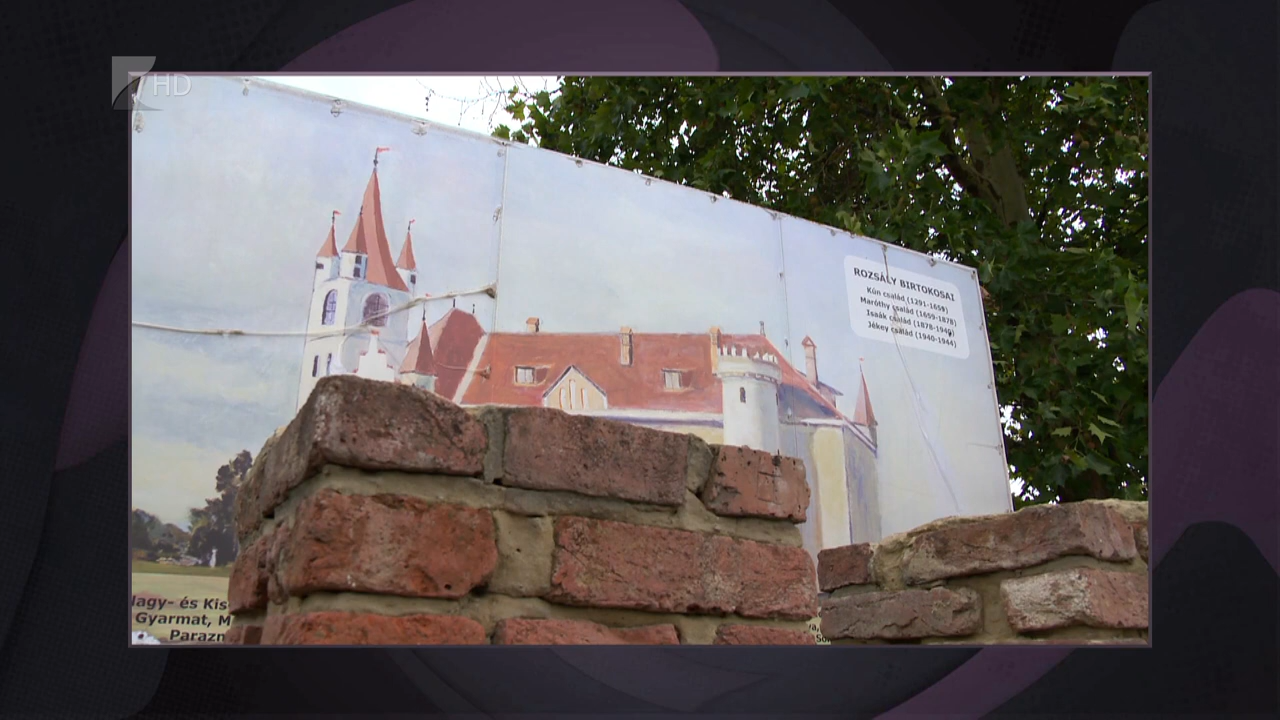 HD
ROZSÁLY BIRTOKOSAI
Kún család (1291-1659)
Maróthy család (1659-1878)
Isaák család (1878-1940)
Jékey család (1940-1944)
Nagy- és Kis
Gyarmat, M
Parazn